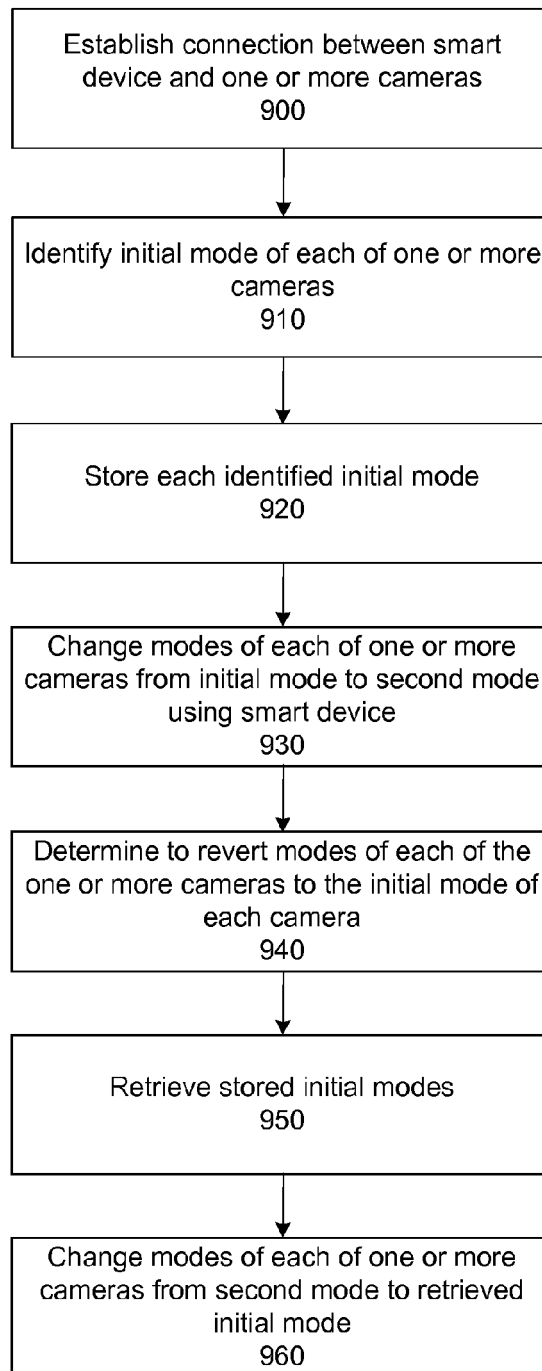 Establish connection between smart
device and one or more cameras
900
Identify initial mode of each of one or more
cameras
910
Store each identified initial mode
920
Change modes of each of one or more
cameras from initial mode to second mode
using smart device
930
Determine to revert modes of each of the
one or more cameras to the initial mode of
each camera
940
Retrieve stored initial modes
950
Change modes of each of one or more
cameras from second mode to retrieved
initial mode
960